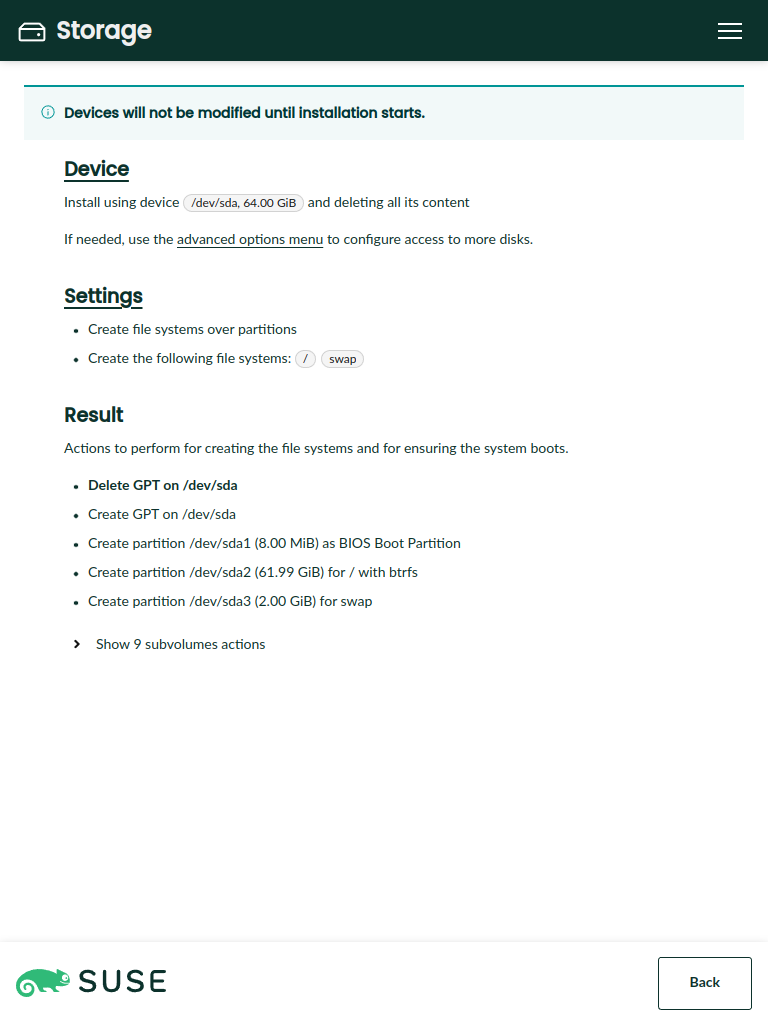 Storage
Devices will not be modified until installation starts.
Device
Install using device /dev/sda, 64.00 GiB and deleting all its content
If needed, use the advanced options menu to configure access to more disks.
Settings
Create file systems over partitions
Create the following file systems: / swap
Result
Actions to perform for creating the file systems and for ensuring the system boots.
Delete GPT on /dev/sda
Create GPT on /dev/sda
Create partition /dev/sda1 (8.00 MiB) as BIOS Boot Partition
Create partition /dev/sda2 (61.99 GiB) for / with btrfs
Create partition /dev/sda3 (2.00 GiB) for swap
Show 9 subvolumes actions
SUSE
Back